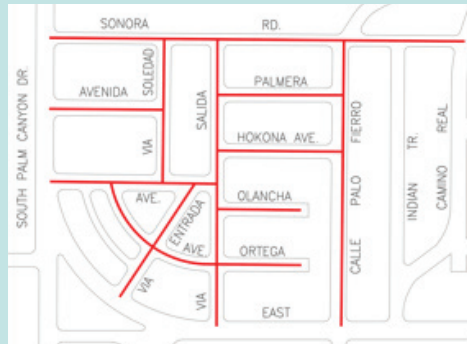 SONORA RD.
SOUTH PALM CANYON DR.
AVENIDA
VIA SOLEDAD
SALIDA
PALMERA
HOKONA AVE.
CALLE PALO FIERRO
INDIAN TR.
CAMINO REAL
AVE.
OLANCHA
VIA ENTRADA
AVE.
ORTEGA
VIA
EAST